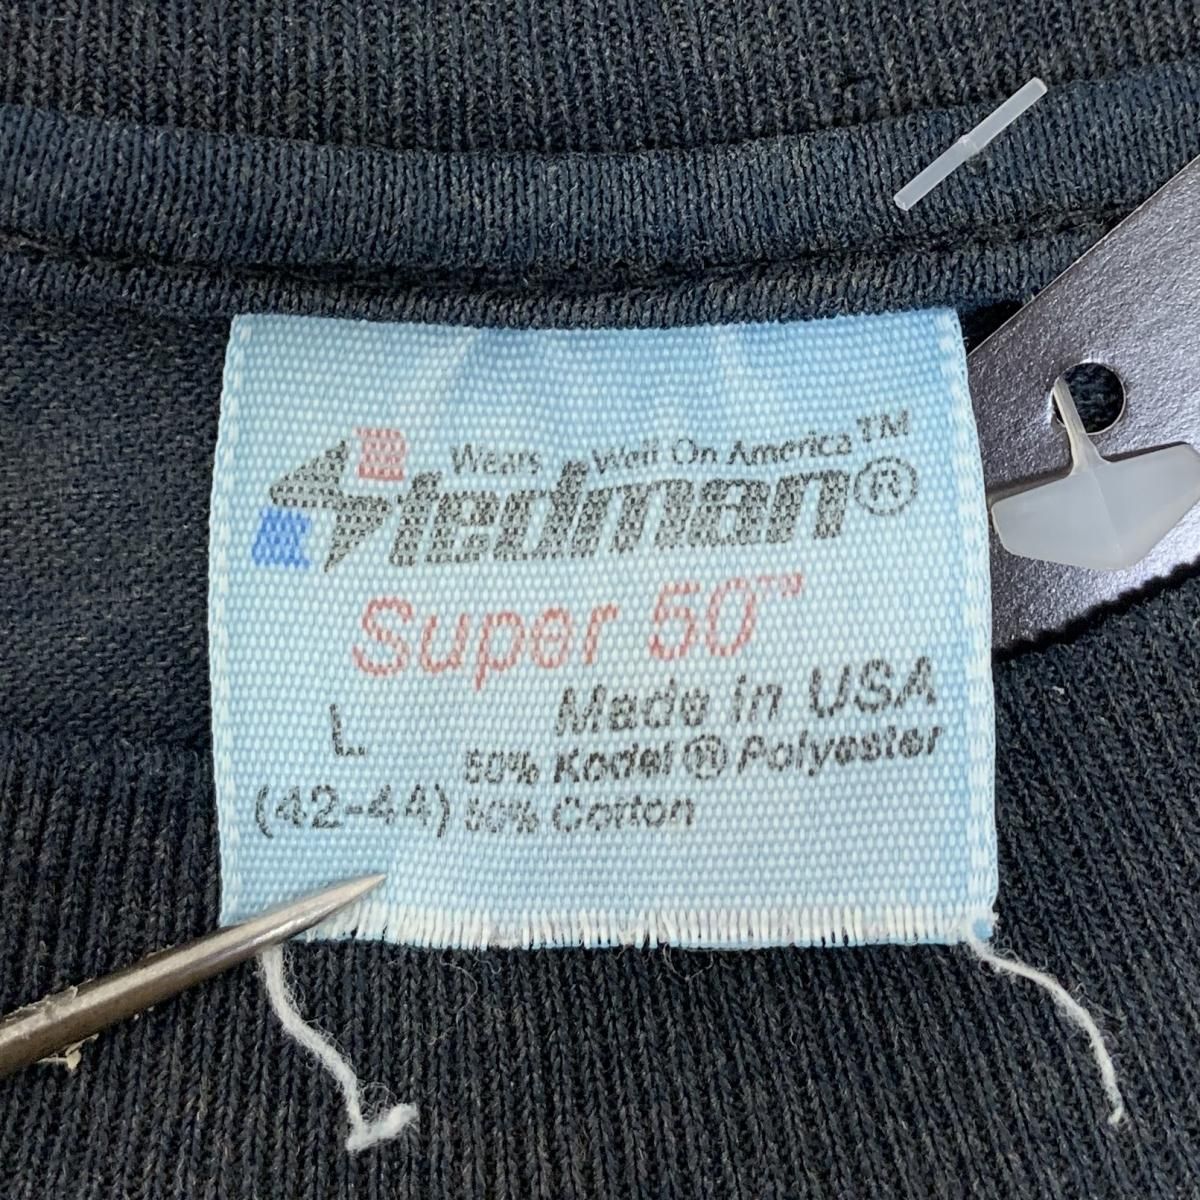 Wears Well On America™
Stedman®
Super 50™
Made in USA
L
50% Kodel® Polyester
(42-44) 50% Cotton